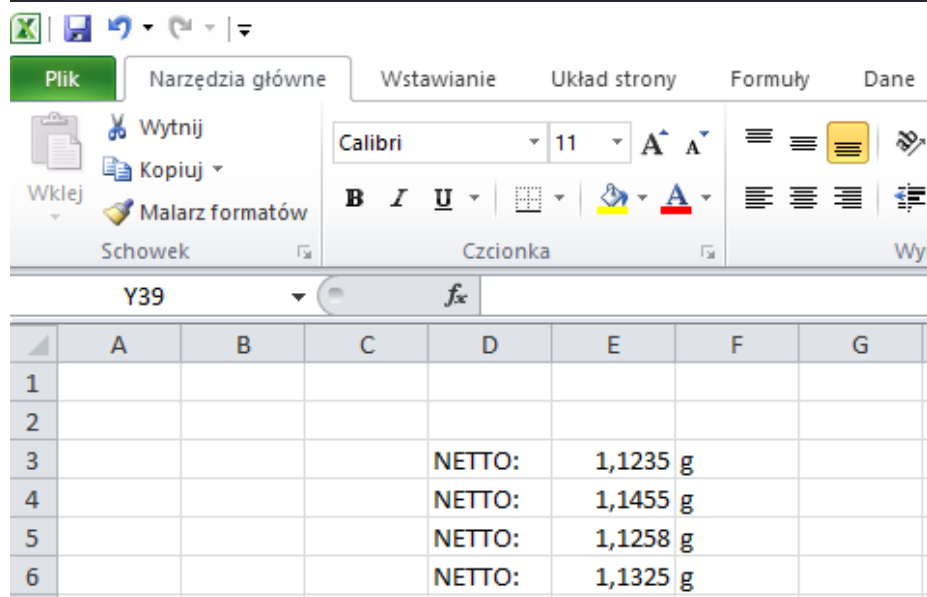 Plik Narzędzia główne Wstawianie Układ strony Formuły Dane
Wytnij
Kopiuj
Wklej
Malarz formatów
Calibri 11 A A
B I U A
Schowek Czcionka
Y39 fx
A B C D E F G
1
2
3 NETTO: 1,1235 g
4 NETTO: 1,1455 g
5 NETTO: 1,1258 g
6 NETTO: 1,1325 g